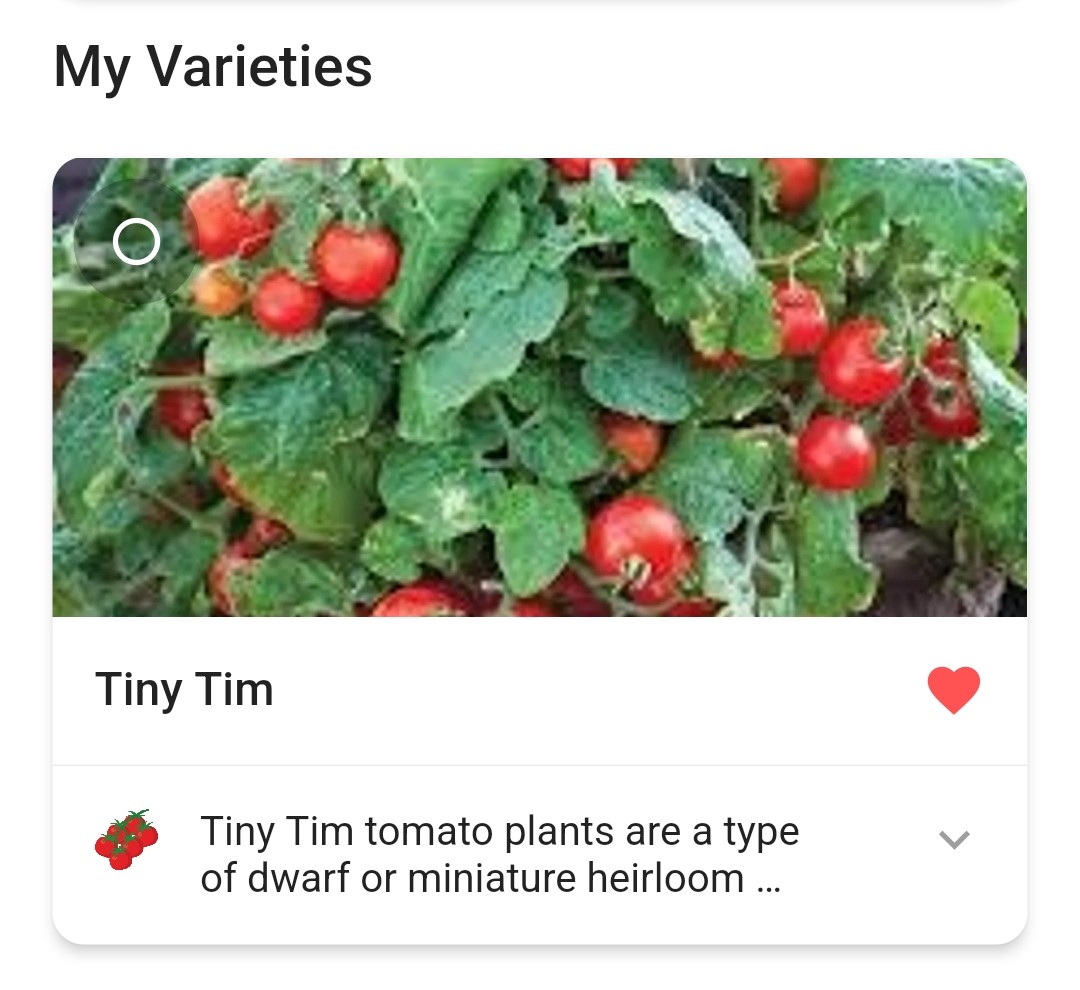 My Varieties
Tiny Tim
Tiny Tim tomato plants are a type
of dwarf or miniature heirloom ...